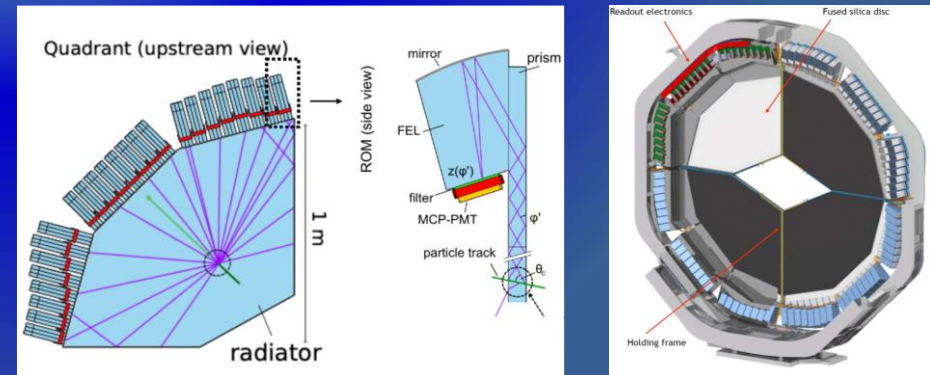 Quadrant (upstream view)
1 m
radiator
ROM (side view)
mirror
prism
FEL
z(φ')
filter
MCP-PMT
φ'
particle track
θc
Readout electronics
Fused silica disc
Holding frame